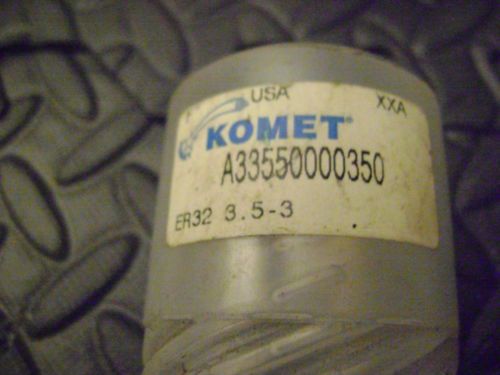 USA XXA
KOMET®
A33550000350
ER32 3.5-3